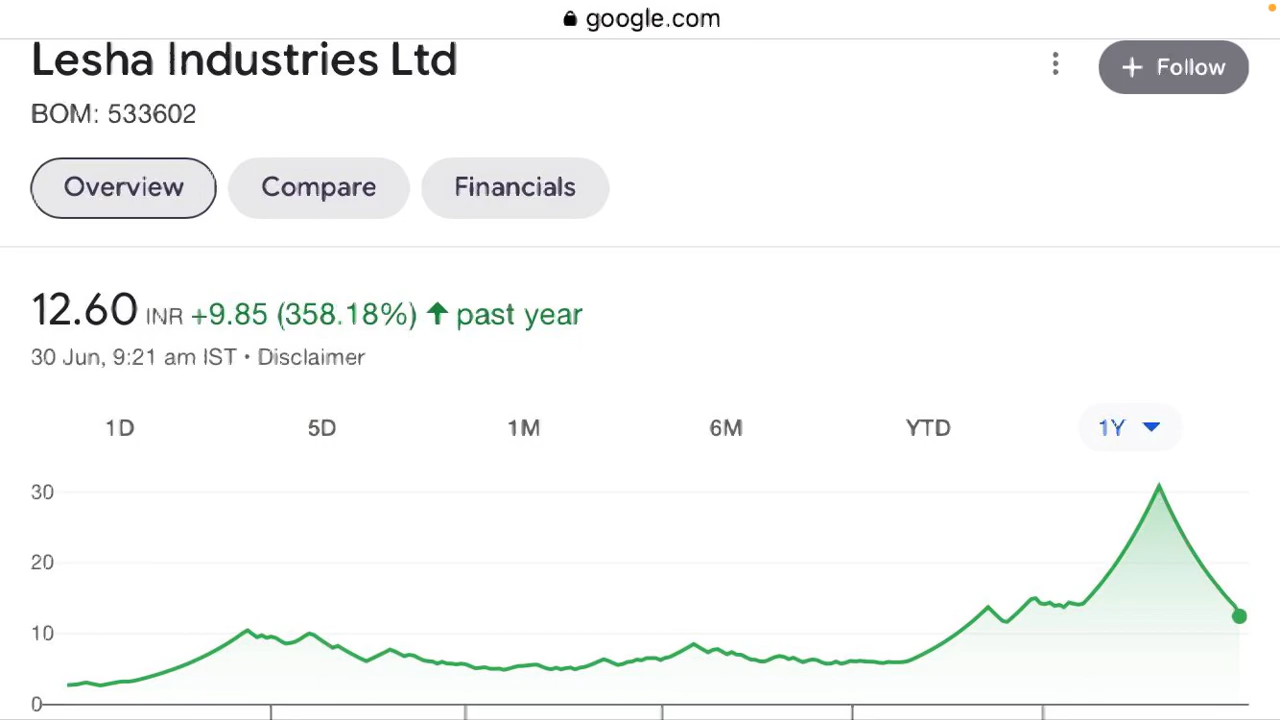 google.com
Lesha Industries Ltd
+ Follow
BOM: 533602
Overview Compare Financials
12.60 INR +9.85 (358.18%) ↑ past year
30 Jun, 9:21 am IST • Disclaimer
1D 5D 1M 6M YTD 1Y
30
20
10
0